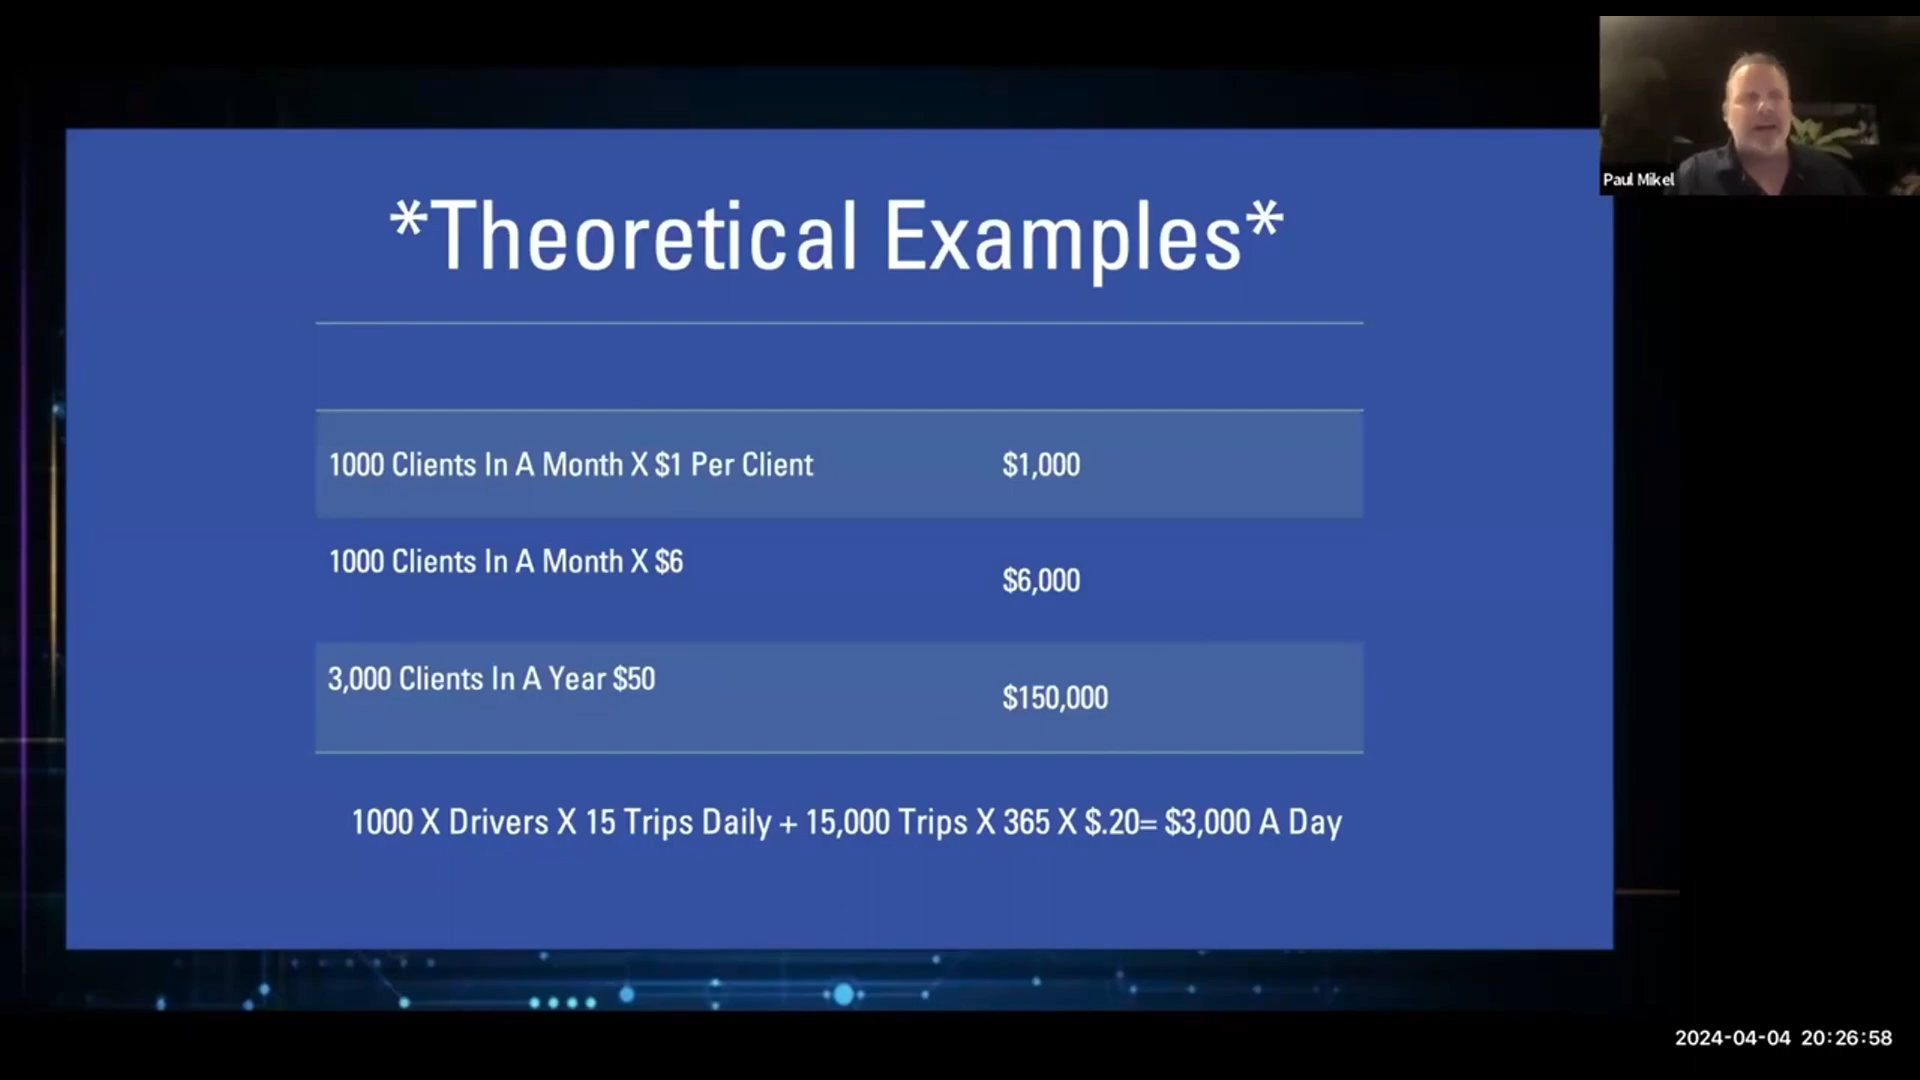 Paul Mikel
*Theoretical Examples*
1000 Clients In A Month X $1 Per Client $1,000
1000 Clients In A Month X $6 $6,000
3,000 Clients In A Year $50 $150,000
1000 X Drivers X 15 Trips Daily + 15,000 Trips X 365 X $.20= $3,000 A Day
2024-04-04 20:26:58